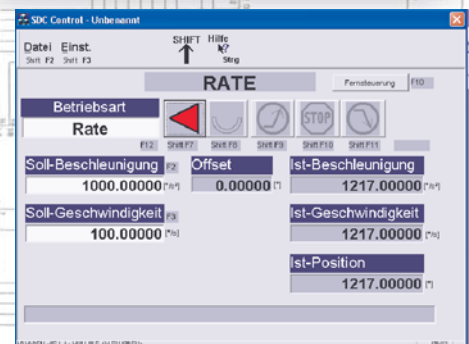 SDC Control - Unbenannt
Datei Einst.
Shift F2 Shift F3
SHIFT Hilfe
Strg
RATE
Fernsteuerung F10
Betriebsart
Rate
STOP
F12 Shift F7 Shift F8 Shift F9 Shift F10 Shift F11
Soll-Beschleunigung F2 Offset Ist-Beschleunigung
1000.00000 [°/s²] 0.00000 [°] 1217.00000 [°/s²]
Soll-Geschwindigkeit F3 Ist-Geschwindigkeit
100.00000 [°/s] 1217.00000 [°/s]
Ist-Position
1217.00000 [°]